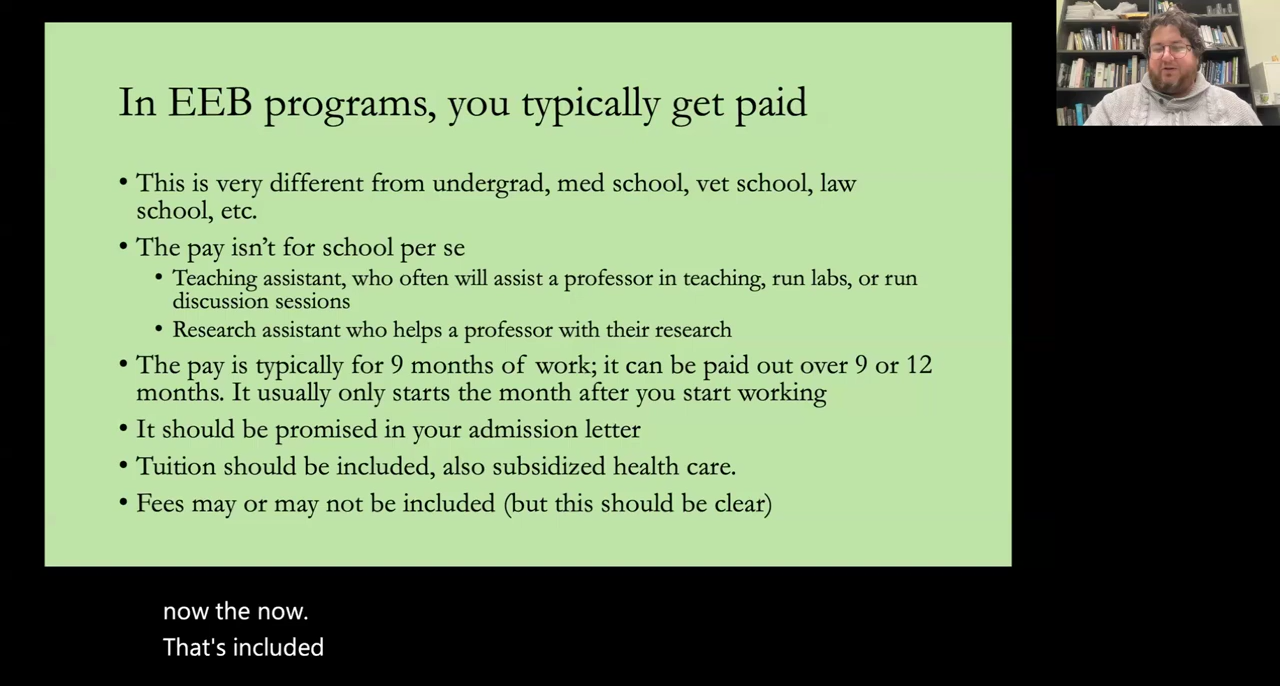 In EEB programs, you typically get paid
• This is very different from undergrad, med school, vet school, law
school, etc.
• The pay isn't for school per se
• Teaching assistant, who often will assist a professor in teaching, run labs, or run
discussion sessions
• Research assistant who helps a professor with their research
• The pay is typically for 9 months of work; it can be paid out over 9 or 12
months. It usually only starts the month after you start working
• It should be promised in your admission letter
• Tuition should be included, also subsidized health care.
• Fees may or may not be included (but this should be clear)
now the now.
That's included